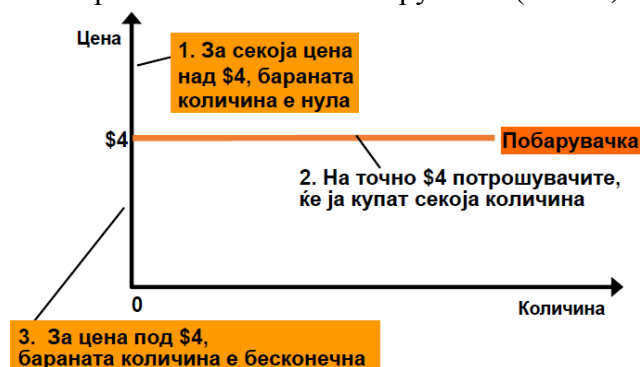 Цена
1. За секоја цена
над $4, бараната
количина е нула
$4
Побарувачка
2. На точно $4 потрошувачите,
ќе ја купат секоја количина
0
Количина
3. За цена под $4,
бараната количина е бесконечна